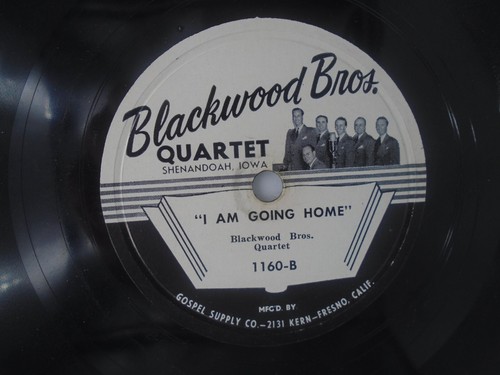 Blackwood Bros.
QUARTET
SHENANDOAH, IOWA
"I AM GOING HOME"
Blackwood Bros.
Quartet
1160-B
MFG'D. BY
GOSPEL SUPPLY CO.-2131 KERN-FRESNO, CALIF.